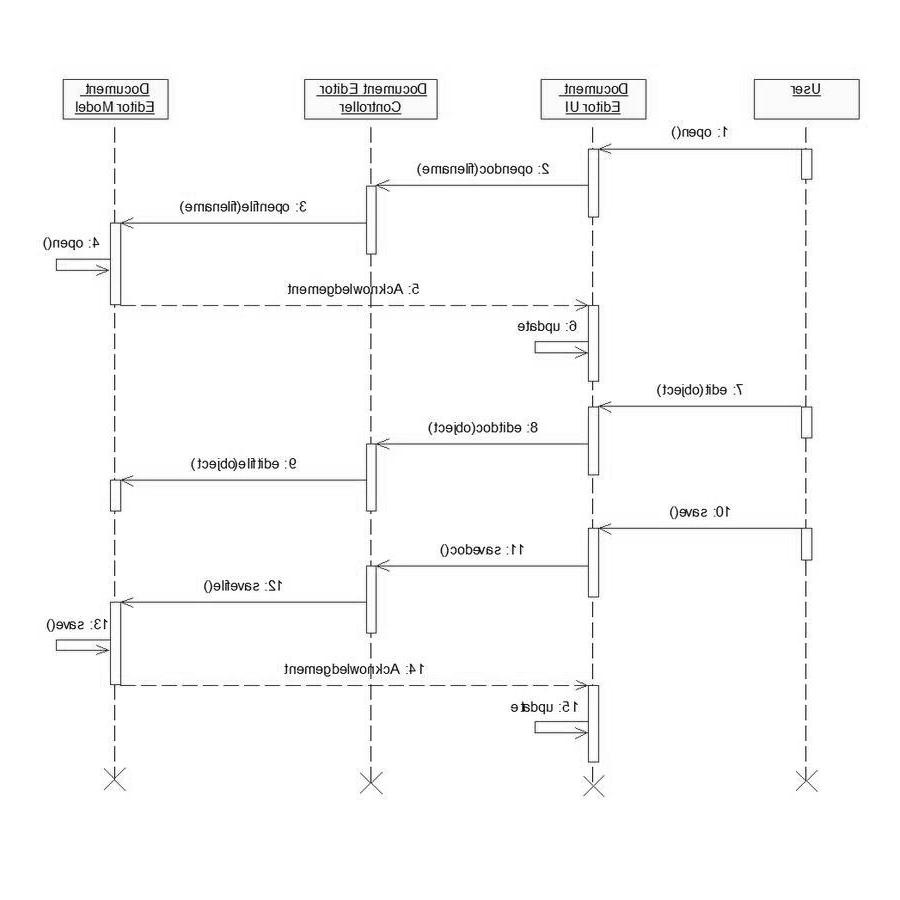 User
Document
Editor UI
Document Editor
Controller
Document
Editor Model
1: open()
2: opendoc(filename)
3: openfile(filename)
4: open()
5: Acknowledgement
6: update
7: edit(object)
8: editdoc(object)
9: editfile(object)
10: save()
11: savedoc()
12: savefile()
13: save()
14: Acknowledgement
15: update